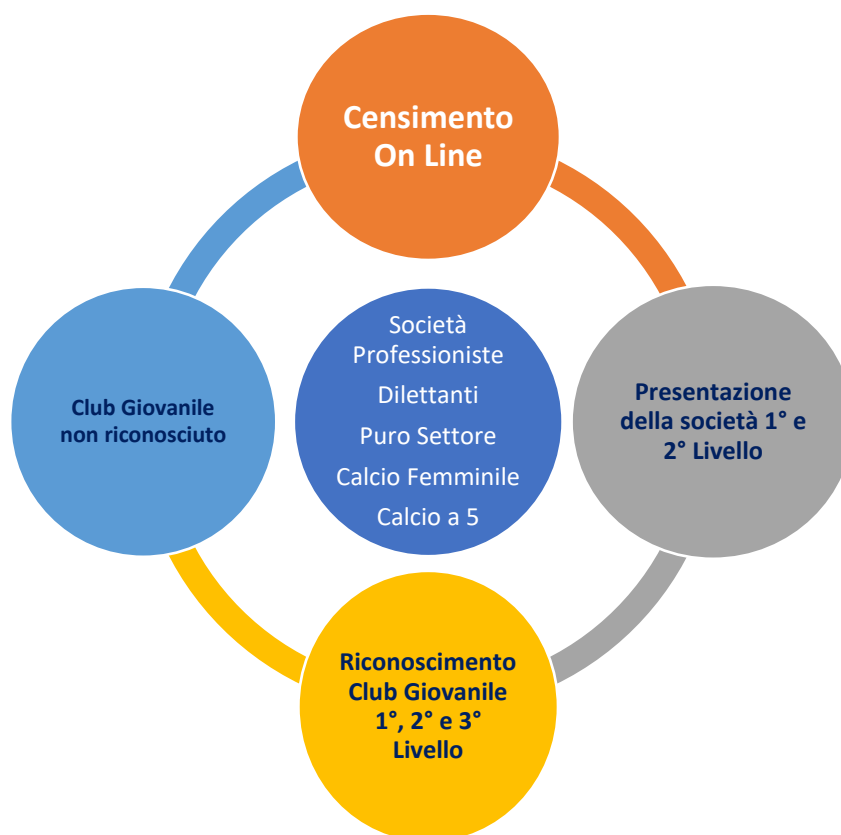 Censimento
On Line
Società
Professioniste
Dilettanti
Puro Settore
Calcio Femminile
Calcio a 5
Club Giovanile
non riconosciuto
Presentazione
della società 1° e
2° Livello
Riconoscimento
Club Giovanile
1°, 2° e 3°
Livello